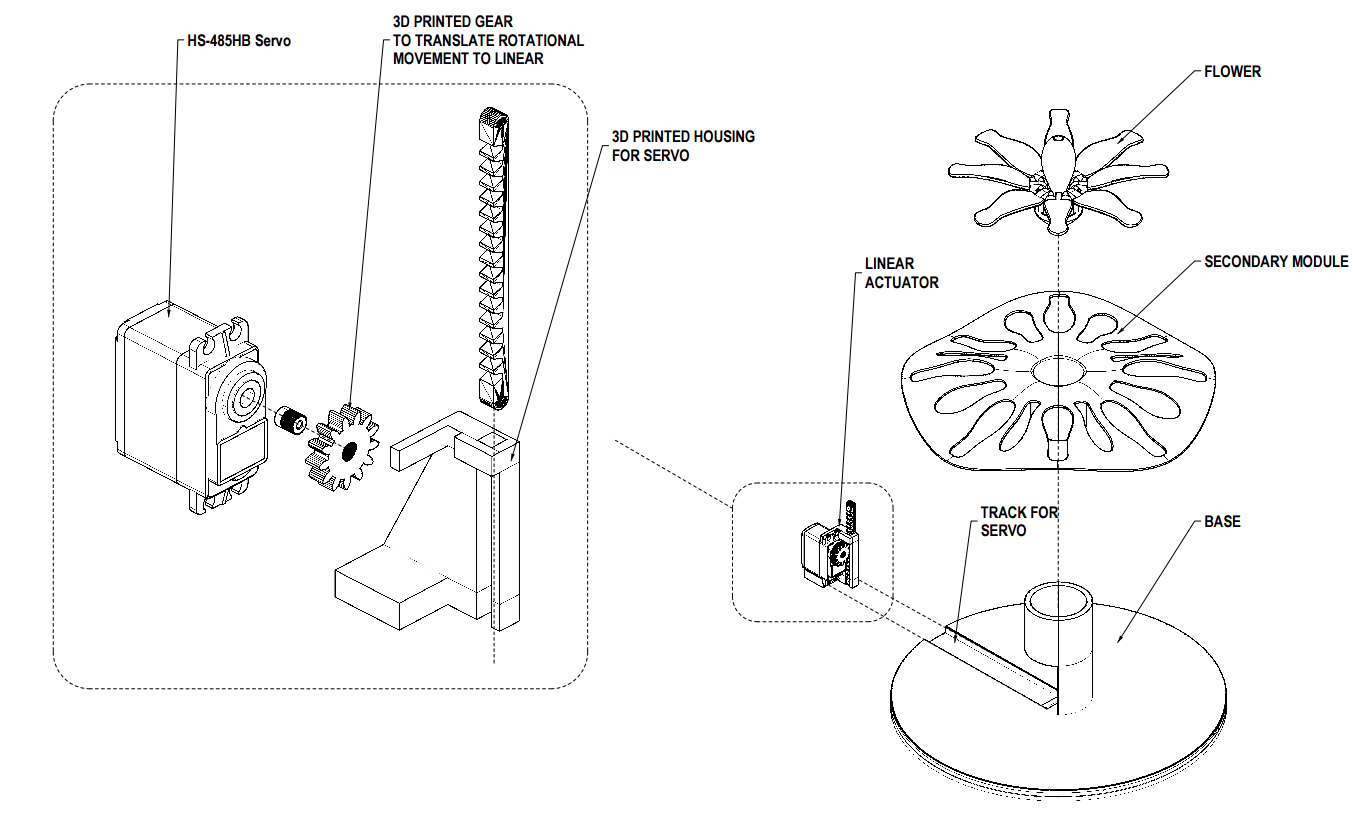 HS-485HB Servo
3D PRINTED GEAR
TO TRANSLATE ROTATIONAL
MOVEMENT TO LINEAR
3D PRINTED HOUSING
FOR SERVO
FLOWER
LINEAR
ACTUATOR
SECONDARY MODULE
TRACK FOR
SERVO
BASE